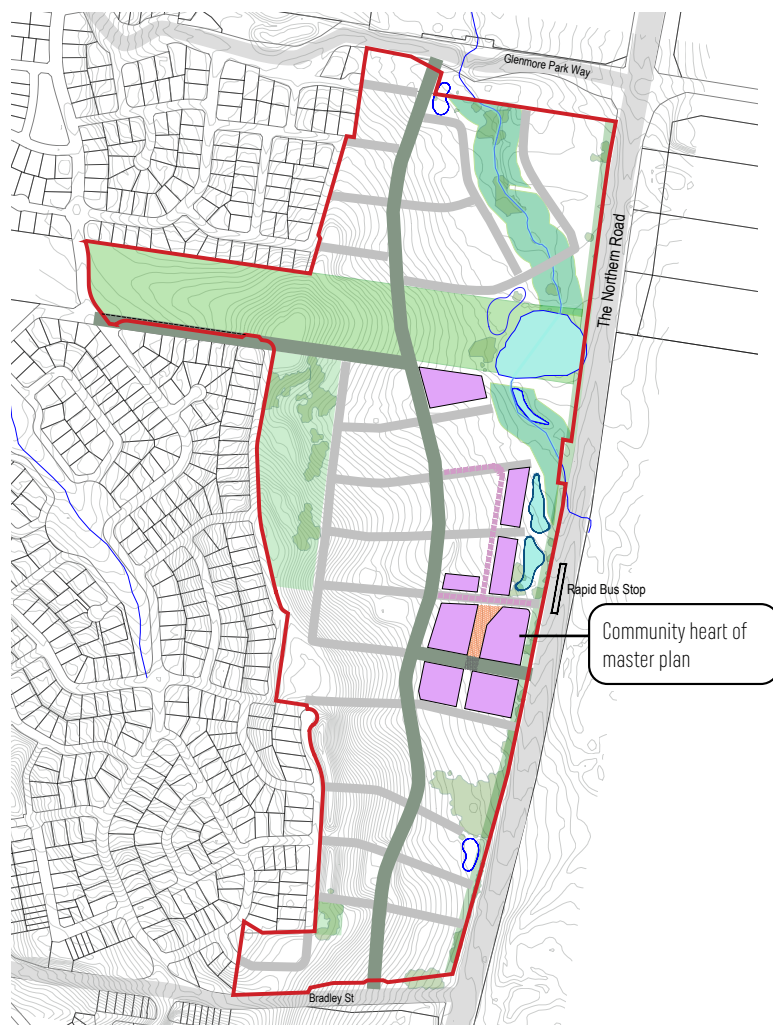 Glenmore Park Way
The Northern Road
Rapid Bus Stop
Community heart of
master plan
Bradley St